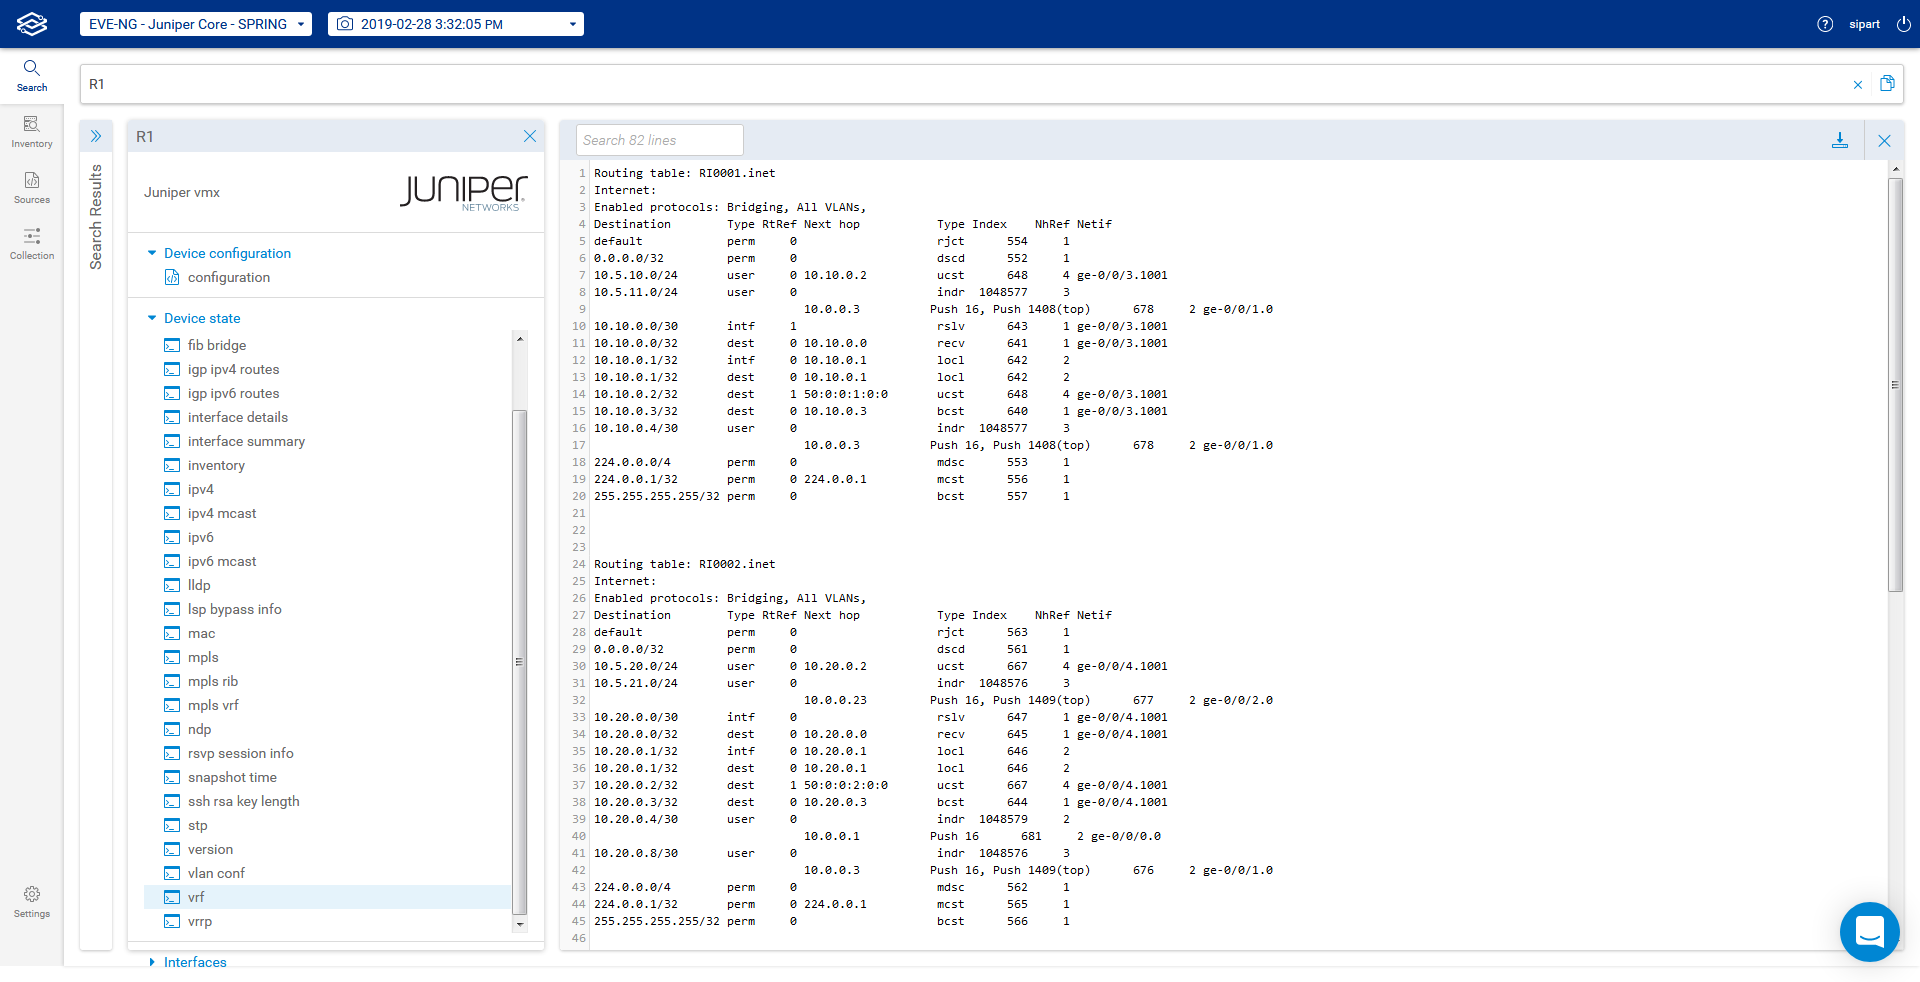 EVE-NG - Juniper Core - SPRING
2019-02-28 3:32:05 PM
sipart
Search
Inventory
Sources
Collection
Settings
R1
Search Results
R1
Juniper vmx
JUNIPER
NETWORKS
Device configuration
configuration
Device state
fib bridge
igp ipv4 routes
igp ipv6 routes
interface details
interface summary
inventory
ipv4
ipv4 mcast
ipv6
ipv6 mcast
lldp
lsp bypass info
mac
mpls
mpls rib
mpls vrf
ndp
rsvp session info
snapshot time
ssh rsa key length
stp
version
vlan conf
vrf
vrrp
Interfaces
Search 82 lines
1 Routing table: RI0001.inet
2 Internet:
3 Enabled protocols: Bridging, All VLANs,
4 Destination Type RtRef Next hop Type Index NhRef Netif
5 default perm 0 rjct 554 1
6 0.0.0.0/32 perm 0 dscd 552 1
7 10.5.10.0/24 user 0 10.10.0.2 ucst 648 4 ge-0/0/3.1001
8 10.5.11.0/24 user 0 indr 1048577 3
9 10.0.0.3 Push 16, Push 1408(top) 678 2 ge-0/0/1.0
10 10.10.0.0/30 intf 1 rslv 643 1 ge-0/0/3.1001
11 10.10.0.0/32 dest 0 10.10.0.0 recv 641 1 ge-0/0/3.1001
12 10.10.0.1/32 intf 0 10.10.0.1 locl 642 2
13 10.10.0.1/32 dest 0 10.10.0.1 locl 642 2
14 10.10.0.2/32 dest 1 50:0:0:1:0:0 ucst 648 4 ge-0/0/3.1001
15 10.10.0.3/32 dest 0 10.10.0.3 bcst 640 1 ge-0/0/3.1001
16 10.10.0.4/30 user 0 indr 1048577 3
17 10.0.0.3 Push 16, Push 1408(top) 678 2 ge-0/0/1.0
18 224.0.0.0/4 perm 0 mdsc 553 1
19 224.0.0.1/32 perm 0 224.0.0.1 mcst 556 1
20 255.255.255.255/32 perm 0 bcst 557 1
21
22
23
24 Routing table: RI0002.inet
25 Internet:
26 Enabled protocols: Bridging, All VLANs,
27 Destination Type RtRef Next hop Type Index NhRef Netif
28 default perm 0 rjct 563 1
29 0.0.0.0/32 perm 0 dscd 561 1
30 10.5.20.0/24 user 0 10.20.0.2 ucst 667 4 ge-0/0/4.1001
31 10.5.21.0/24 user 0 indr 1048576 3
32 10.0.0.23 Push 16, Push 1409(top) 677 2 ge-0/0/2.0
33 10.20.0.0/30 intf 0 rslv 647 1 ge-0/0/4.1001
34 10.20.0.0/32 dest 0 10.20.0.0 recv 645 1 ge-0/0/4.1001
35 10.20.0.1/32 intf 0 10.20.0.1 locl 646 2
36 10.20.0.1/32 dest 0 10.20.0.1 locl 646 2
37 10.20.0.2/32 dest 1 50:0:0:2:0:0 ucst 667 4 ge-0/0/4.1001
38 10.20.0.3/32 dest 0 10.20.0.3 bcst 644 1 ge-0/0/4.1001
39 10.20.0.4/30 user 0 indr 1048579 2
40 10.0.0.1 Push 16 681 2 ge-0/0/0.0
41 10.20.0.8/30 user 0 indr 1048576 3
42 10.0.0.3 Push 16, Push 1409(top) 676 2 ge-0/0/1.0
43 224.0.0.0/4 perm 0 mdsc 562 1
44 224.0.0.1/32 perm 0 224.0.0.1 mcst 565 1
45 255.255.255.255/32 perm 0 bcst 566 1
46